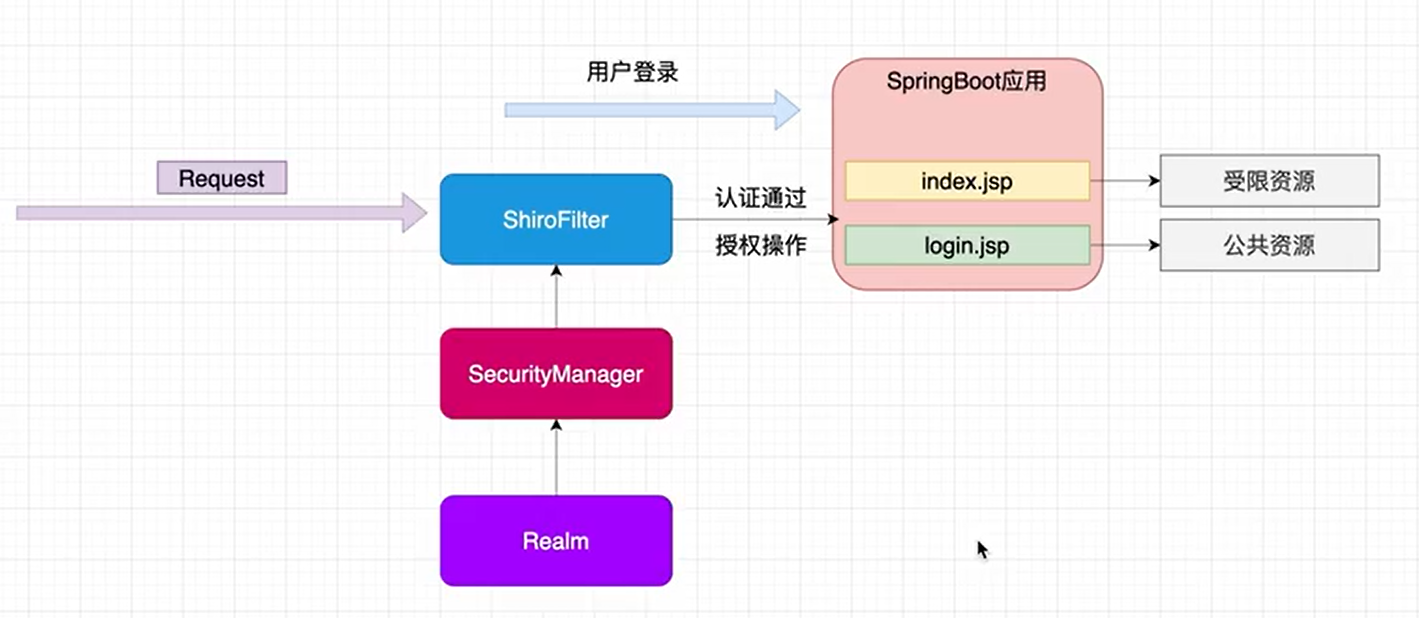 用户登录
SpringBoot应用
Request
ShiroFilter
认证通过
授权操作
index.jsp
受限资源
login.jsp
公共资源
SecurityManager
Realm